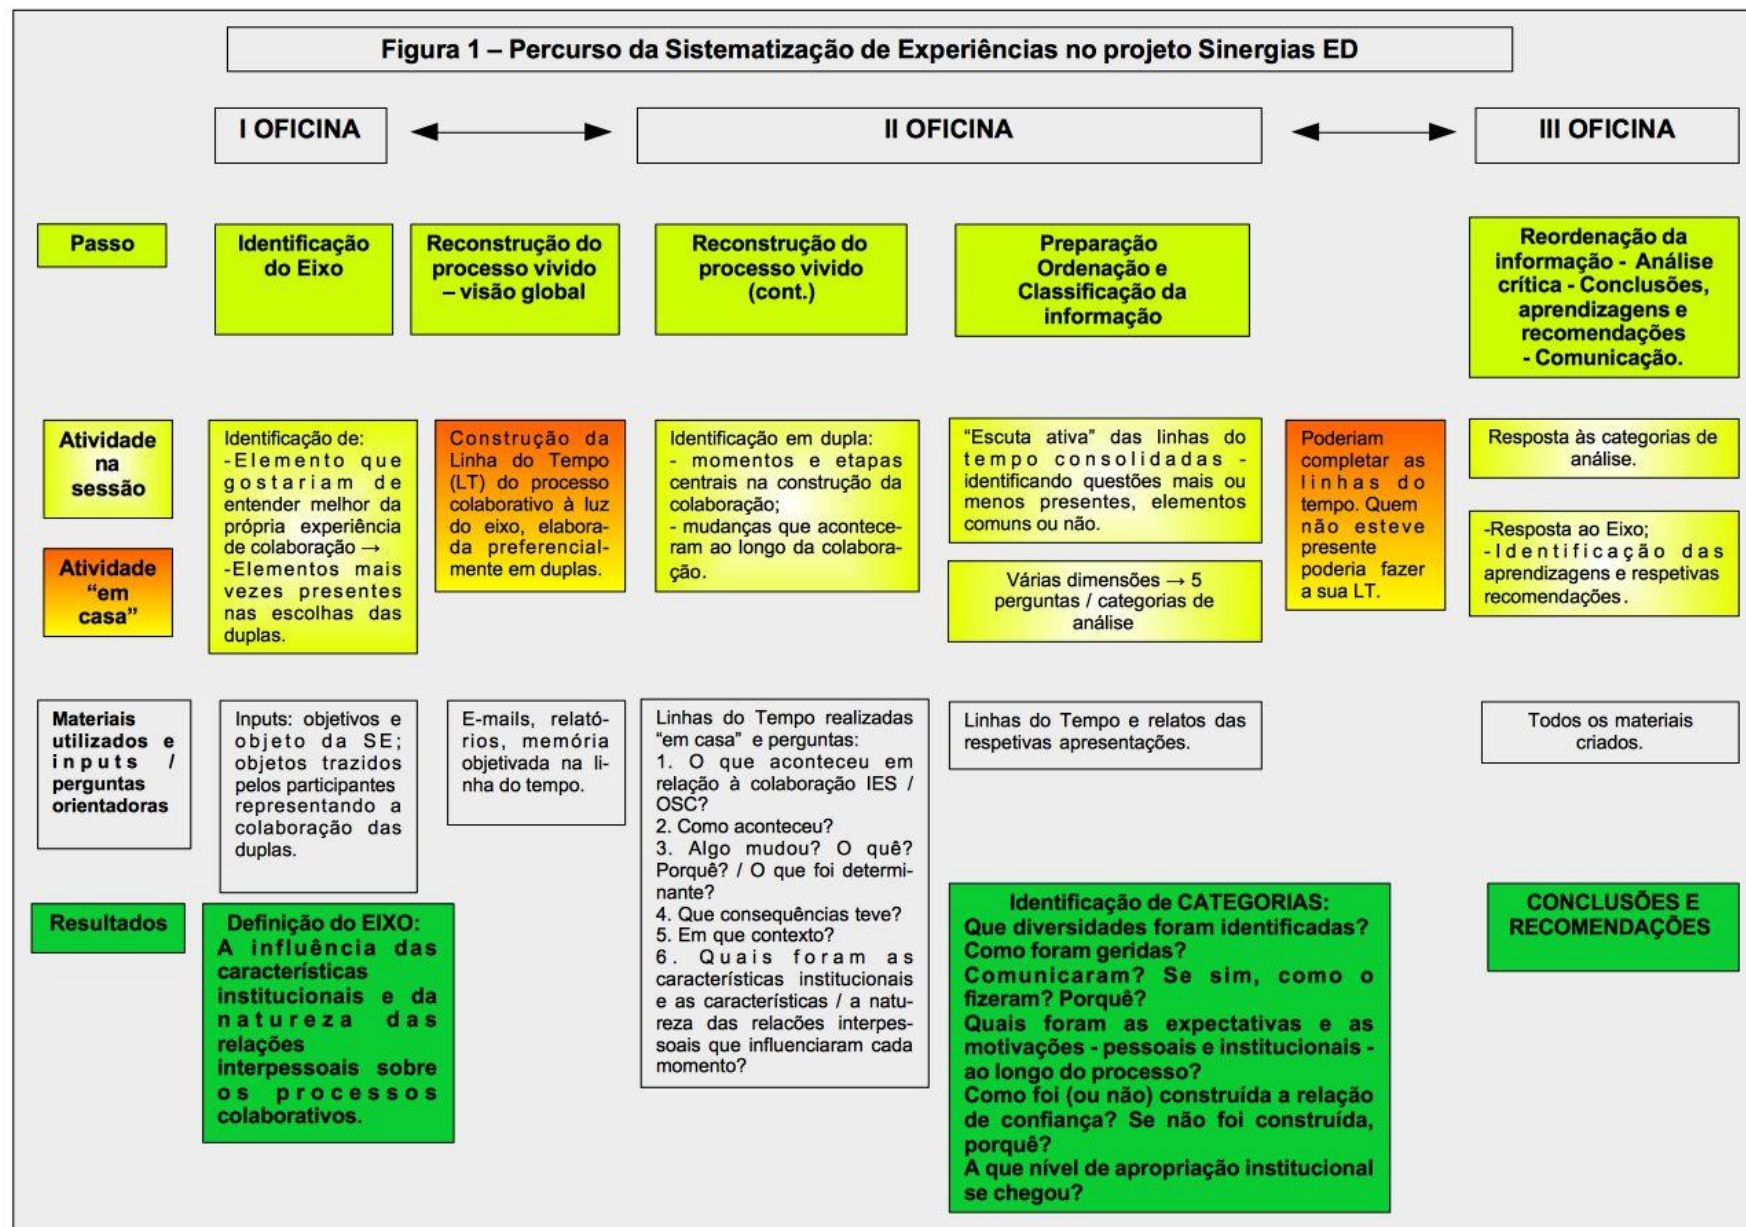 Figura 1 – Percurso da Sistematização de Experiências no projeto Sinergias ED
I OFICINA
II OFICINA
III OFICINA
Passo
Identificação
do Eixo
Reconstrução do
processo vivido
– visão global
Reconstrução do
processo vivido
(cont.)
Preparação
Ordenação e
Classificação da
informação
Reordenação da
informação - Análise
crítica - Conclusões,
aprendizagens e
recomendações
- Comunicação.
Atividade
na
sessão
Atividade
“em
casa”
Identificação de:
-Elemento que
gostariam de
entender melhor da
própria experiência
de colaboração →
-Elementos mais
vezes presentes
nas escolhas das
duplas.
Construção da
Linha do Tempo
(LT) do processo
colaborativo à luz
do eixo, elabora-
da preferencial-
mente em duplas.
Identificação em dupla:
- momentos e etapas
centrais na construção da
colaboração;
- mudanças que acontece-
ram ao longo da colabora-
ção.
“Escuta ativa” das linhas do
tempo consolidadas -
identificando questões mais ou
menos presentes, elementos
comuns ou não.
Várias dimensões → 5
perguntas / categorias de
análise
Poderiam
completar as
linhas do
tempo. Quem
não esteve
presente
poderia fazer
a sua LT.
Resposta às categorias de
análise.
-Resposta ao Eixo;
-Identificação das
aprendizagens e respetivas
recomendações.
Materiais
utilizados e
inputs /
perguntas
orientadoras
Inputs: objetivos e
objeto da SE;
objetos trazidos
pelos participantes
representando a
colaboração das
duplas.
E-mails, relató-
rios, memória
objetivada na li-
nha do tempo.
Linhas do Tempo realizadas
“em casa” e perguntas:
1. O que aconteceu em
relação à colaboração IES /
OSC?
2. Como aconteceu?
3. Algo mudou? O quê?
Porquê? / O que foi determi-
nante?
4. Que consequências teve?
5. Em que contexto?
6. Quais foram as
características institucionais
e as características / a natu-
reza das relacões interpes-
soais que influenciaram cada
momento?
Linhas do Tempo e relatos das
respetivas apresentações.
Todos os materiais
criados.
Resultados
Definição do EIXO:
A influência das
características
institucionais e da
natureza das
relações
interpessoais sobre
os processos
colaborativos.
Identificação de CATEGORIAS:
Que diversidades foram identificadas?
Como foram geridas?
Comunicaram? Se sim, como o
fizeram? Porquê?
Quais foram as expectativas e as
motivações - pessoais e institucionais -
ao longo do processo?
Como foi (ou não) construída a relação
de confiança? Se não foi construída,
porquê?
A que nível de apropriação institucional
se chegou?
CONCLUSÕES E
RECOMENDAÇÕES